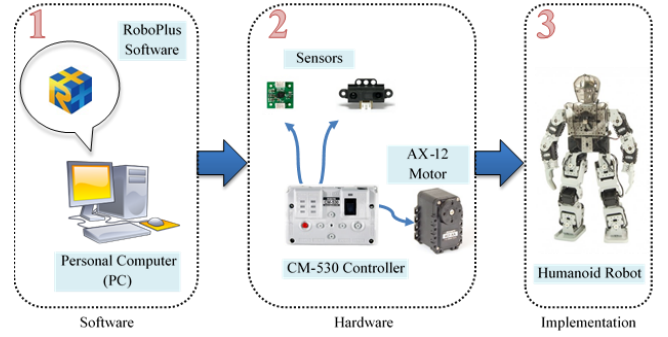 1
RoboPlus
Software
R+
Personal Computer
(PC)
Software
2
Sensors
AX-12
Motor
CM-530 Controller
Hardware
3
Humanoid Robot
Implementation